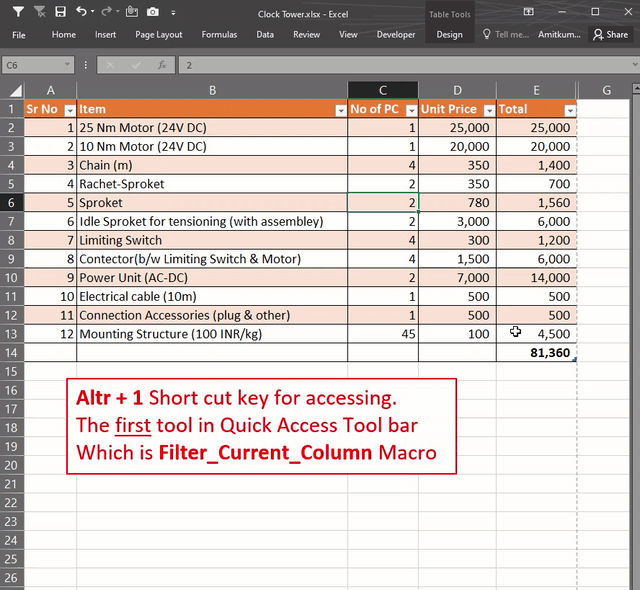 Clock Tower.xlsx - Excel
Table Tools
File Home Insert Page Layout Formulas Data Review View Developer Design Tell me... Amitkum... Share
C6 fx 2
A B C D E G
1 Sr No Item No of PC Unit Price Total
2 1 25 Nm Motor (24V DC) 1 25,000 25,000
3 2 10 Nm Motor (24V DC) 1 20,000 20,000
4 3 Chain (m) 4 350 1,400
5 4 Rachet-Sproket 2 350 700
6 5 Sproket 2 780 1,560
7 6 Idle Sproket for tensioning (with assembley) 2 3,000 6,000
8 7 Limiting Switch 4 300 1,200
9 8 Contector(b/w Limiting Switch & Motor) 4 1,500 6,000
10 9 Power Unit (AC-DC) 2 7,000 14,000
11 10 Electrical cable (10m) 1 500 500
12 11 Connection Accessories (plug & other) 1 500 500
13 12 Mounting Structure (100 INR/kg) 45 100 4,500
14 81,360
15
16
17
18
19
20
21
22
23
24
25
26
Altr + 1 Short cut key for accessing.
The first tool in Quick Access Tool bar
Which is Filter_Current_Column Macro